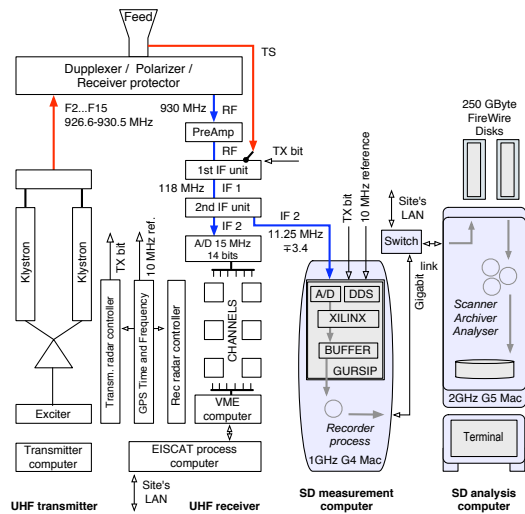 Feed
TS
Dupplexer / Polarizer /
Receiver protector
F2...F15
926.6-930.5 MHz
930 MHz
RF
PreAmp
RF
TX bit
1st IF unit
118 MHz
IF 1
2nd IF unit
IF 2
IF 2
11.25 MHz
∓3.4
A/D 15 MHz
14 bits
Klystron
Klystron
TX bit
10 MHz ref.
Transm. radar controller
GPS Time and Frequency
Rec radar controller
CHANNELS
Exciter
VME
computer
Transmitter
computer
EISCAT process
computer
Site's
LAN
UHF transmitter
UHF receiver
TX bit
10 MHz reference
Site's
LAN
Switch
Gigabit
link
A/D
DDS
XILINX
BUFFER
GURSIP
Recorder
process
1GHz G4 Mac
SD measurement
computer
250 GByte
FireWire
Disks
Scanner
Archiver
Analyser
2GHz G5 Mac
Terminal
SD analysis
computer